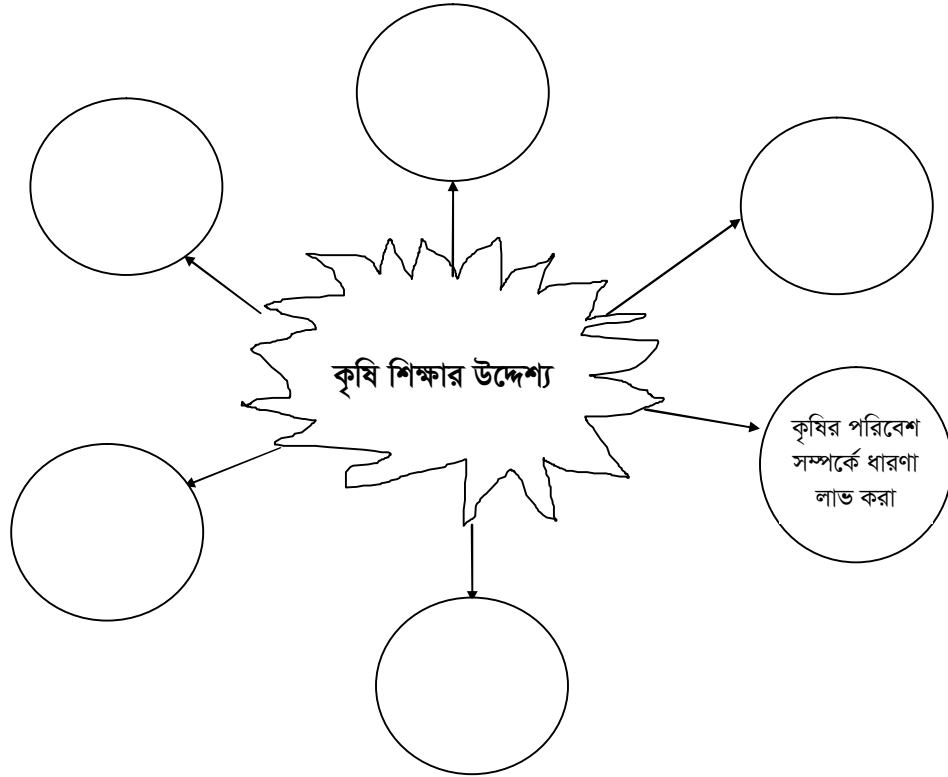 কৃষি শিক্ষার উদ্দেশ্য
কৃষির পরিবেশ
সম্পর্কে ধারণা
লাভ করা